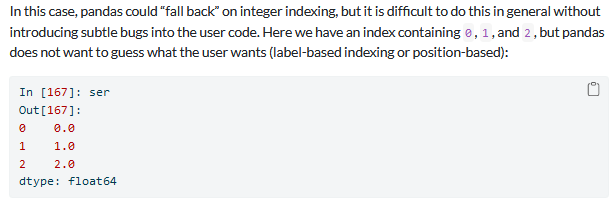 In this case, pandas could “fall back” on integer indexing, but it is difficult to do this in general without
introducing subtle bugs into the user code. Here we have an index containing 0, 1, and 2, but pandas
does not want to guess what the user wants (label-based indexing or position-based):
In [167]: ser
Out[167]:
0    0.0
1    1.0
2    2.0
dtype: float64